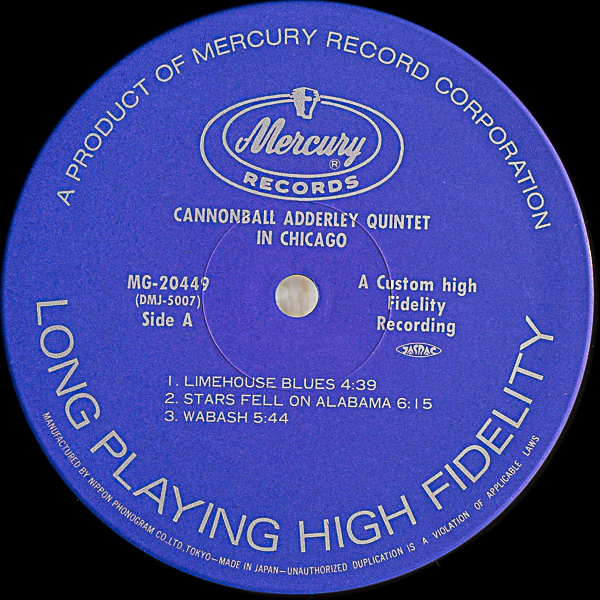 A PRODUCT OF MERCURY RECORD CORPORATION
Mercury ®
RECORDS
CANNONBALL ADDERLEY QUINTET
IN CHICAGO
MG-20449
(DMJ-5007)
Side A
A Custom high
Fidelity
Recording
JASRAC
1. LIMEHOUSE BLUES 4:39
2. STARS FELL ON ALABAMA 6:15
3. WABASH 5:44
LONG PLAYING HIGH FIDELITY
MANUFACTURED BY NIPPON PHONOGRAM CO.,LTD.,TOKYO—MADE IN JAPAN—UNAUTHORIZED DUPLICATION IS A VIOLATION OF APPLICABLE LAWS